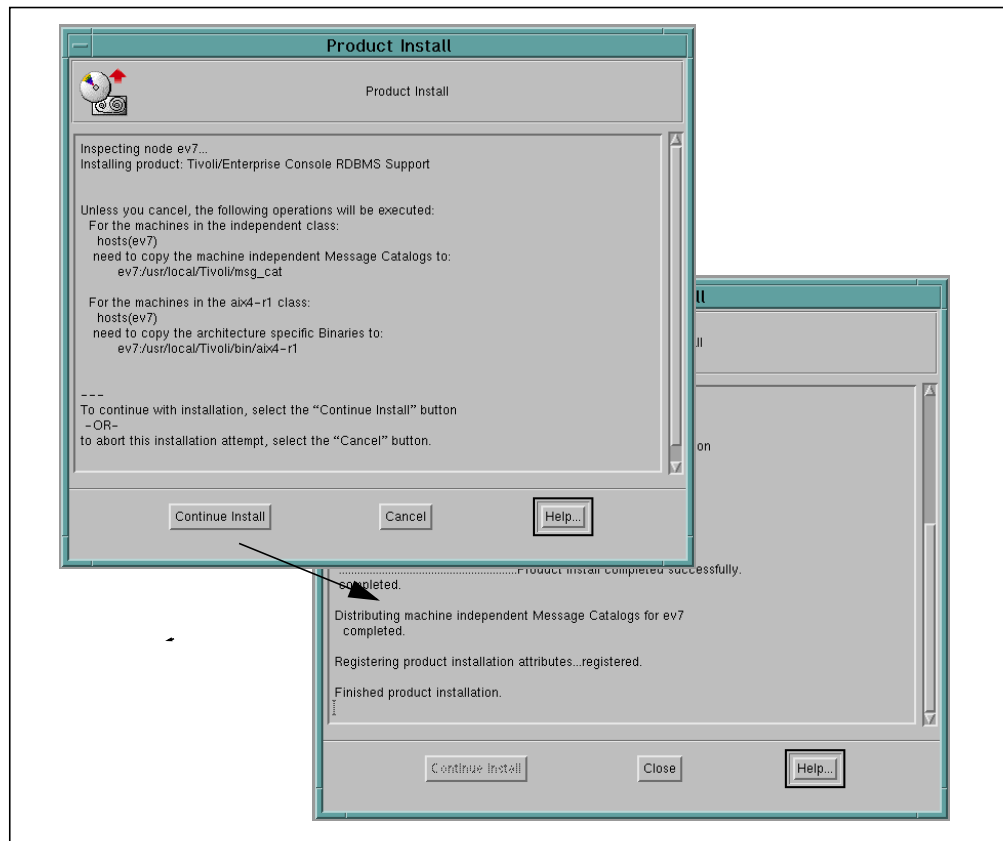 Product Install
Product Install
Inspecting node ev7...
Installing product: Tivoli/Enterprise Console RDBMS Support
Unless you cancel, the following operations will be executed:
For the machines in the independent class:
hosts(ev7)
need to copy the machine independent Message Catalogs to:
ev7:/usr/local/Tivoli/msg_cat
For the machines in the aix4-r1 class:
hosts(ev7)
need to copy the architecture specific Binaries to:
ev7:/usr/local/Tivoli/bin/aix4-r1
---
To continue with installation, select the “Continue Install” button
-OR-
to abort this installation attempt, select the “Cancel” button.
Continue Install Cancel Help...
ll
ll
on
......................................................Product Install completed successfully.
completed.
Distributing machine independent Message Catalogs for ev7
completed.
Registering product installation attributes...registered.
Finished product installation.
Continue Install Close Help...